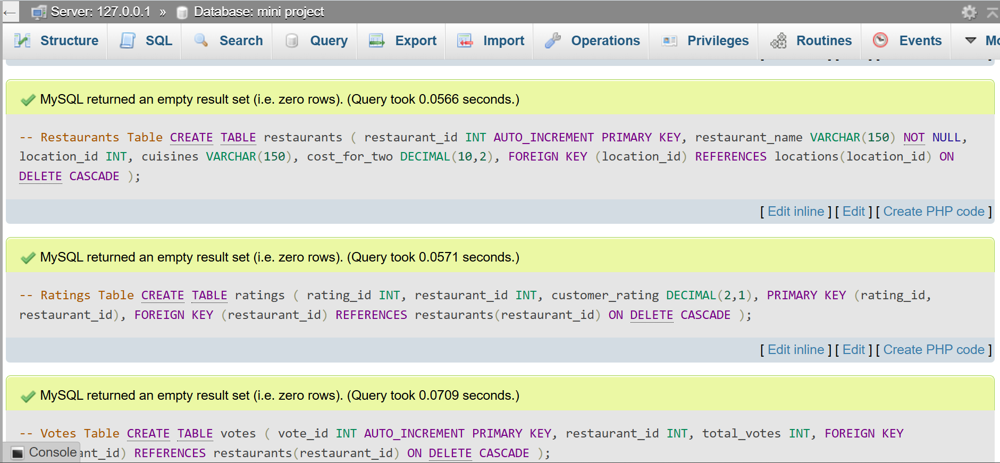 Server: 127.0.0.1 » Database: mini project
Structure SQL Search Query Export Import Operations Privileges Routines Events
MySQL returned an empty result set (i.e. zero rows). (Query took 0.0566 seconds.)
-- Restaurants Table CREATE TABLE restaurants ( restaurant_id INT AUTO_INCREMENT PRIMARY KEY, restaurant_name VARCHAR(150) NOT NULL,
location_id INT, cuisines VARCHAR(150), cost_for_two DECIMAL(10,2), FOREIGN KEY (location_id) REFERENCES locations(location_id) ON
DELETE CASCADE );
[ Edit inline ] [ Edit ] [ Create PHP code ]
MySQL returned an empty result set (i.e. zero rows). (Query took 0.0571 seconds.)
-- Ratings Table CREATE TABLE ratings ( rating_id INT, restaurant_id INT, customer_rating DECIMAL(2,1), PRIMARY KEY (rating_id,
restaurant_id), FOREIGN KEY (restaurant_id) REFERENCES restaurants(restaurant_id) ON DELETE CASCADE );
[ Edit inline ] [ Edit ] [ Create PHP code ]
MySQL returned an empty result set (i.e. zero rows). (Query took 0.0709 seconds.)
-- Votes Table CREATE TABLE votes ( vote_id INT AUTO_INCREMENT PRIMARY KEY, restaurant_id INT, total_votes INT, FOREIGN KEY
Console ant_id) REFERENCES restaurants(restaurant_id) ON DELETE CASCADE );